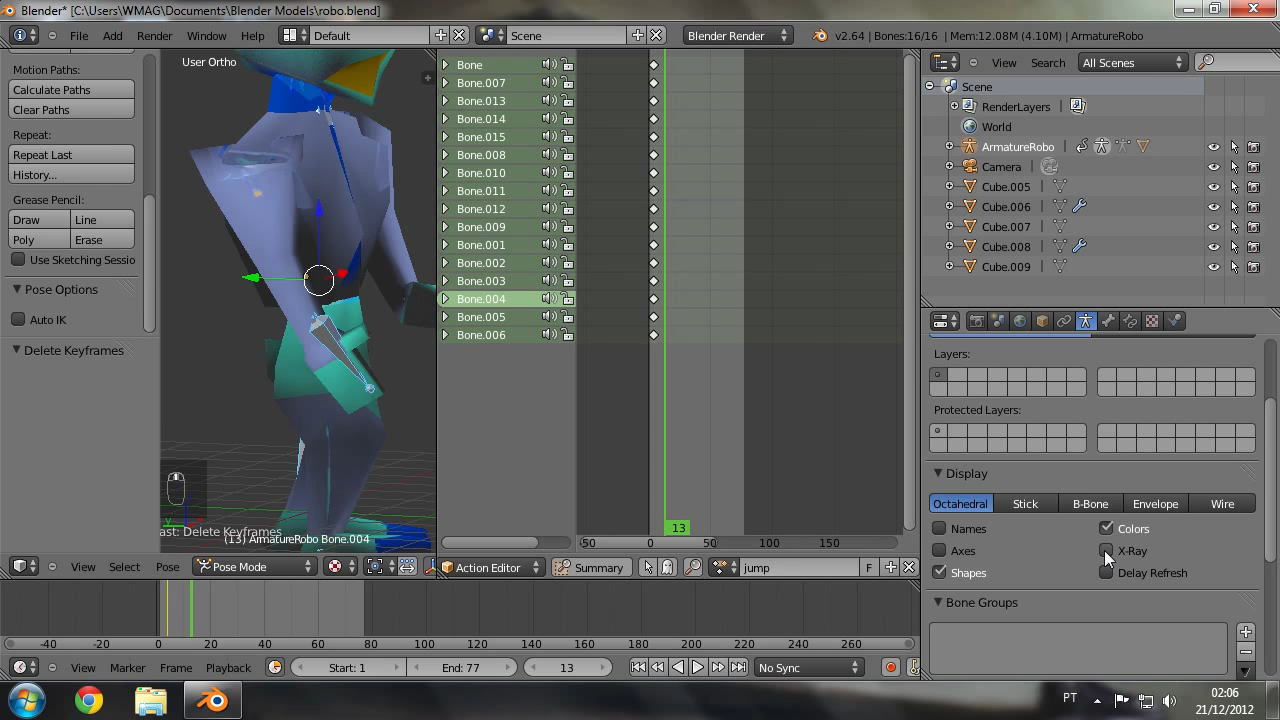 Blender* [C:\Users\WMAG\Documents\Blender Models\robo.blend]
File Add Render Window Help Default Scene Blender Render v2.64 | Bones:16/16 | Mem:12.08M (4.10M) | ArmatureRobo
Motion Paths:
Calculate Paths
Clear Paths
Repeat:
Repeat Last
History...
Grease Pencil:
Draw Line
Poly Erase
Use Sketching Sessio
Pose Options
Auto IK
Delete Keyframes
User Ortho
ast: Delete Keyframes
(13) ArmatureRobo Bone.004
View Select Pose Pose Mode
Bone
Bone.007
Bone.013
Bone.014
Bone.015
Bone.008
Bone.010
Bone.011
Bone.012
Bone.009
Bone.001
Bone.002
Bone.003
Bone.004
Bone.005
Bone.006
13
-50 0 50 100 150
Action Editor Summary jump F
View Search All Scenes
Scene
RenderLayers
World
ArmatureRobo
Camera
Cube.005
Cube.006
Cube.007
Cube.008
Cube.009
Layers:
Protected Layers:
Display
Octahedral Stick B-Bone Envelope Wire
Names Colors
Axes X-Ray
Shapes Delay Refresh
Bone Groups
-40 -20 0 20 40 60 80 100 120 140 160 180 200 220 240 260
View Marker Frame Playback Start: 1 End: 77 13 No Sync
PT 02:06
21/12/2012